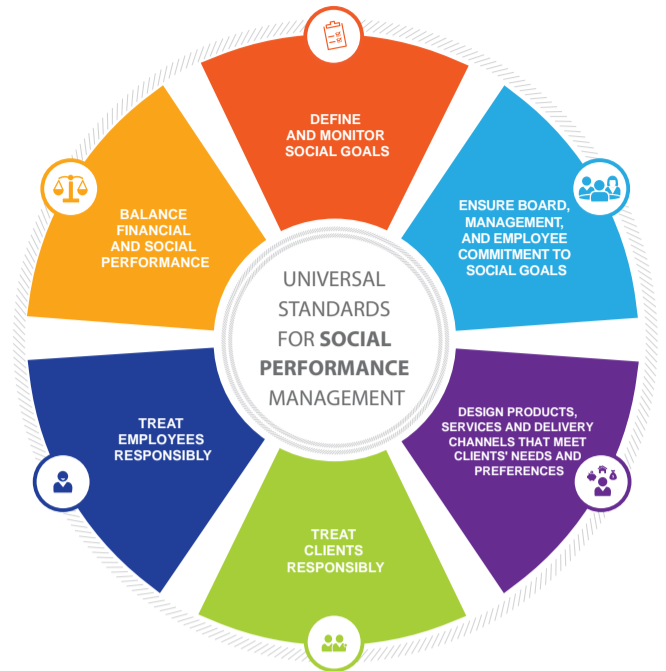 DEFINE
AND MONITOR
SOCIAL GOALS
ENSURE BOARD,
MANAGEMENT,
AND EMPLOYEE
COMMITMENT TO
SOCIAL GOALS
DESIGN PRODUCTS,
SERVICES AND DELIVERY
CHANNELS THAT MEET
CLIENTS' NEEDS AND
PREFERENCES
TREAT
CLIENTS
RESPONSIBLY
TREAT
EMPLOYEES
RESPONSIBLY
BALANCE
FINANCIAL
AND SOCIAL
PERFORMANCE
UNIVERSAL
STANDARDS
FOR SOCIAL
PERFORMANCE
MANAGEMENT